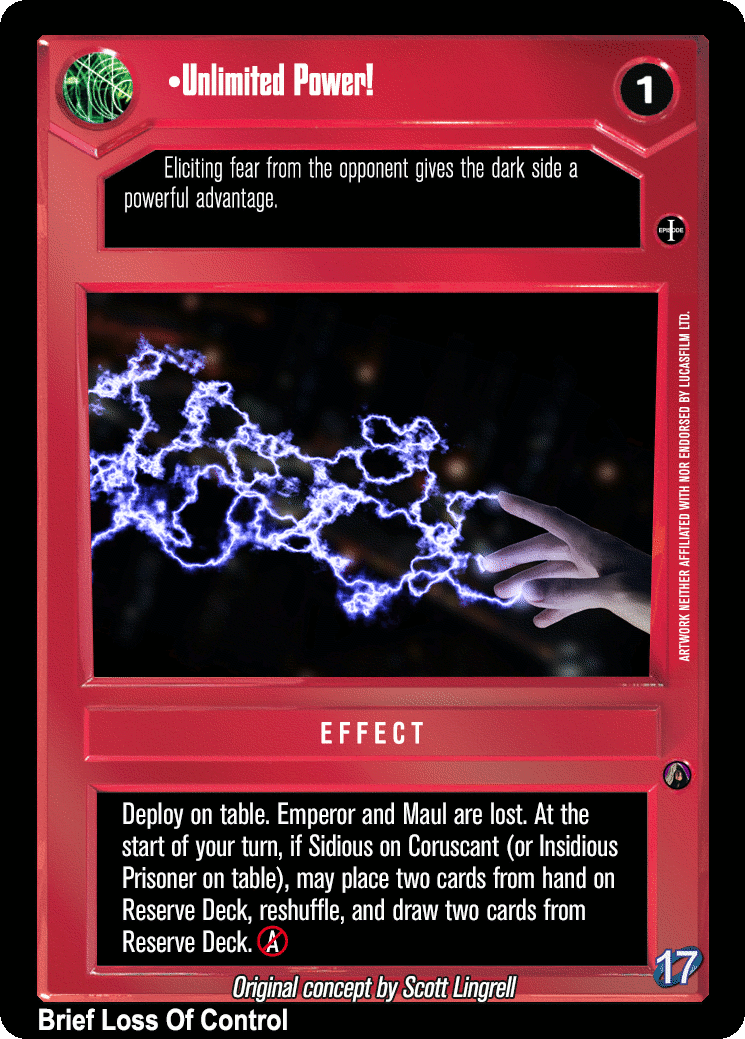 •Unlimited Power!
1
Eliciting fear from the opponent gives the dark side a
powerful advantage.
EPISODE
I
ARTWORK NEITHER AFFILIATED WITH NOR ENDORSED BY LUCASFILM LTD.
EFFECT
Deploy on table. Emperor and Maul are lost. At the
start of your turn, if Sidious on Coruscant (or Insidious
Prisoner on table), may place two cards from hand on
Reserve Deck, reshuffle, and draw two cards from
Reserve Deck. A
17
Original concept by Scott Lingrell
Brief Loss Of Control